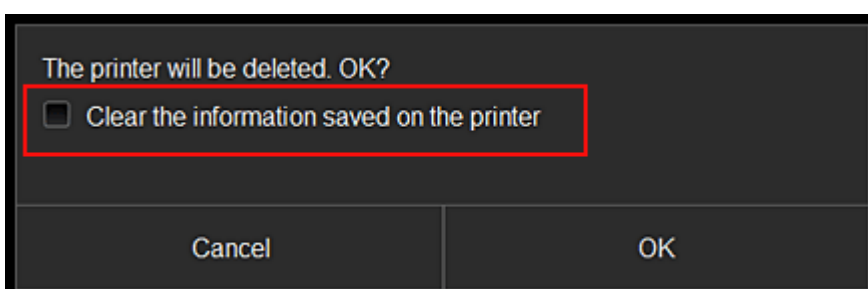 The printer will be deleted. OK?
Clear the information saved on the printer
Cancel
OK